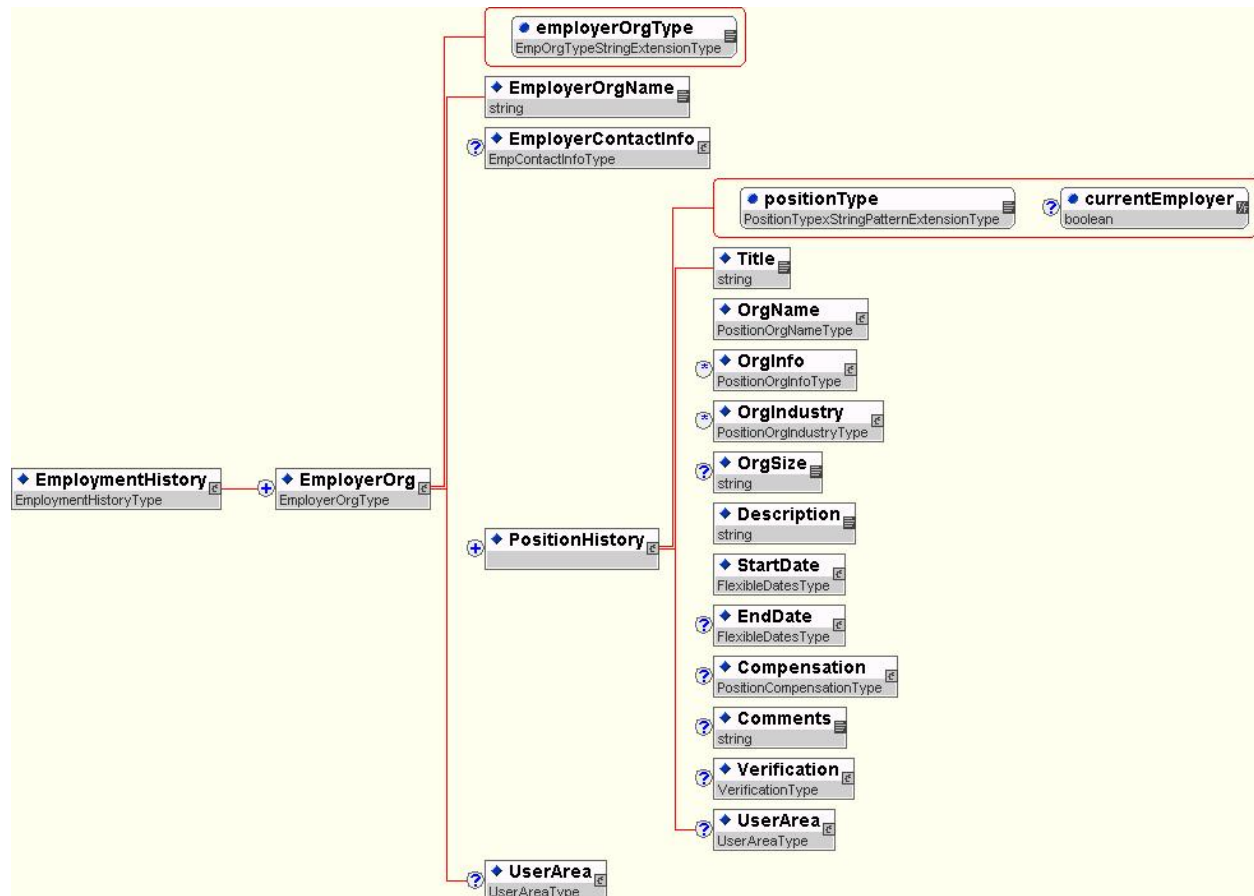 employerOrgType
EmpOrgTypeStringExtensionType
EmployerOrgName
string
? EmployerContactInfo
EmpContactInfoType
positionType
PositionTypexStringPatternExtensionType
? currentEmployer
boolean
Title
string
OrgName
PositionOrgNameType
* OrgInfo
PositionOrgInfoType
* OrgIndustry
PositionOrgIndustryType
? OrgSize
string
EmploymentHistory
EmploymentHistoryType
+ EmployerOrg
EmployerOrgType
Description
string
+ PositionHistory
StartDate
FlexibleDatesType
? EndDate
FlexibleDatesType
? Compensation
PositionCompensationType
? Comments
string
? Verification
VerificationType
? UserArea
UserAreaType
? UserArea
UserAreaType